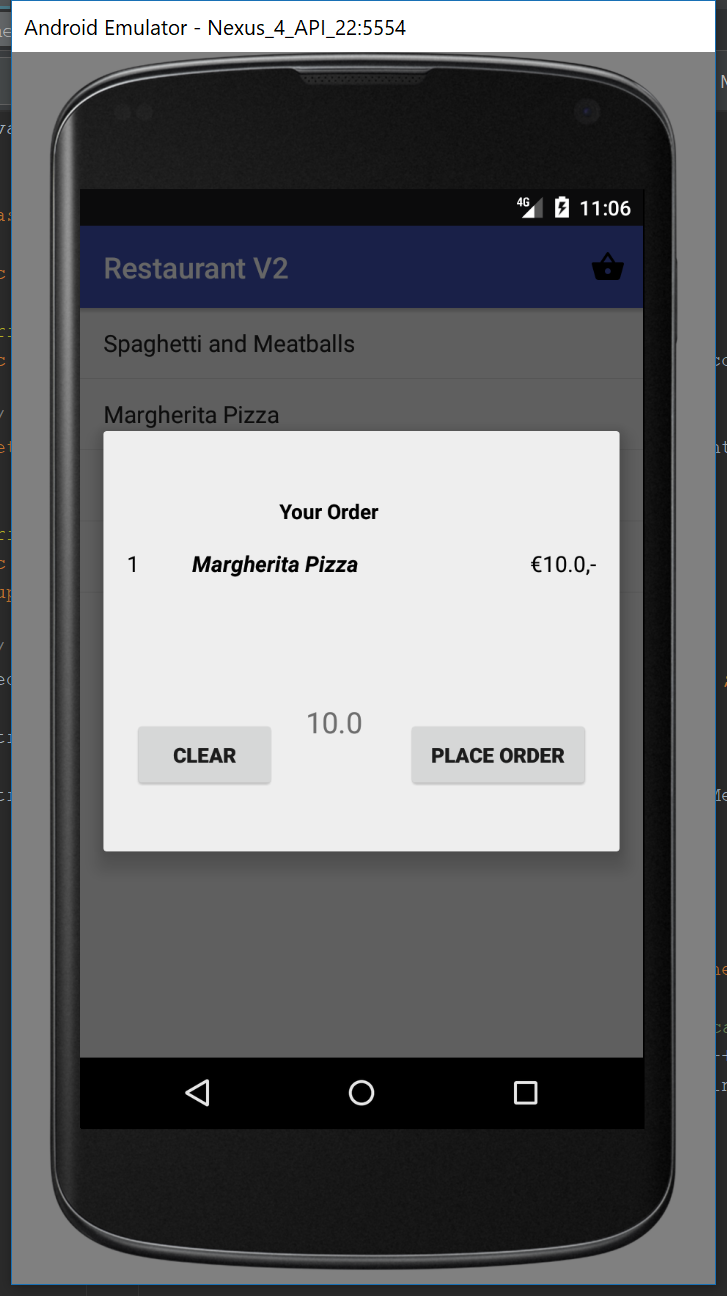 Android Emulator - Nexus_4_API_22:5554
4G 11:06
Restaurant V2
Spaghetti and Meatballs
Margherita Pizza
Your Order
1 Margherita Pizza €10.0,-
10.0
CLEAR PLACE ORDER